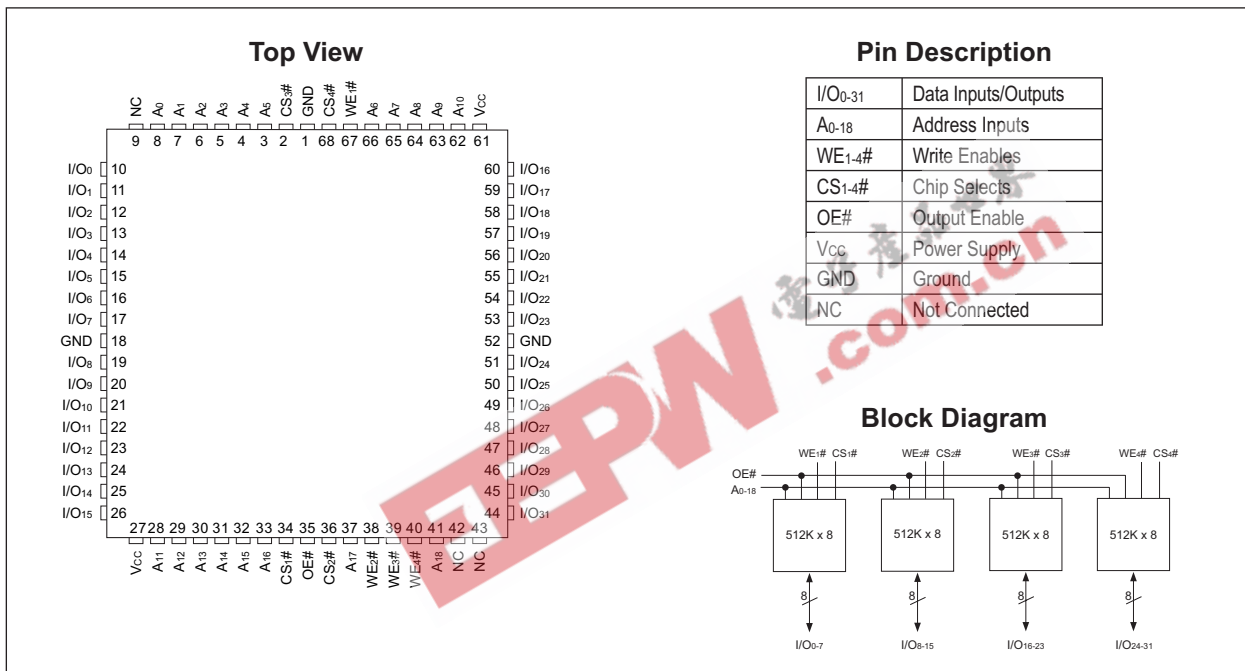 Top View
NC A0 A1 A2 A3 A4 A5 CS3# GND CS4# WE1# A6 A7 A8 A9 A10 VCC
9 8 7 6 5 4 3 2 1 68 67 66 65 64 63 62 61
I/O0 10
I/O1 11
I/O2 12
I/O3 13
I/O4 14
I/O5 15
I/O6 16
I/O7 17
GND 18
I/O8 19
I/O9 20
I/O10 21
I/O11 22
I/O12 23
I/O13 24
I/O14 25
I/O15 26
60 I/O16
59 I/O17
58 I/O18
57 I/O19
56 I/O20
55 I/O21
54 I/O22
53 I/O23
52 GND
51 I/O24
50 I/O25
49 I/O26
48 I/O27
47 I/O28
46 I/O29
45 I/O30
44 I/O31
27 28 29 30 31 32 33 34 35 36 37 38 39 40 41 42 43
VCC A11 A12 A13 A14 A15 A16 CS1# OE# CS2# A17 WE2# WE3# WE4# A18 NC NC
Pin Description
I/O0-31 Data Inputs/Outputs
A0-18 Address Inputs
WE1-4# Write Enables
CS1-4# Chip Selects
OE# Output Enable
Vcc Power Supply
GND Ground
NC Not Connected
Block Diagram
WE1# CS1# WE2# CS2# WE3# CS3# WE4# CS4#
OE#
A0-18
512K x 8 512K x 8 512K x 8 512K x 8
8 8 8 8
I/O0-7 I/O8-15 I/O16-23 I/O24-31
EEPW
電子產品世界
.com.cn